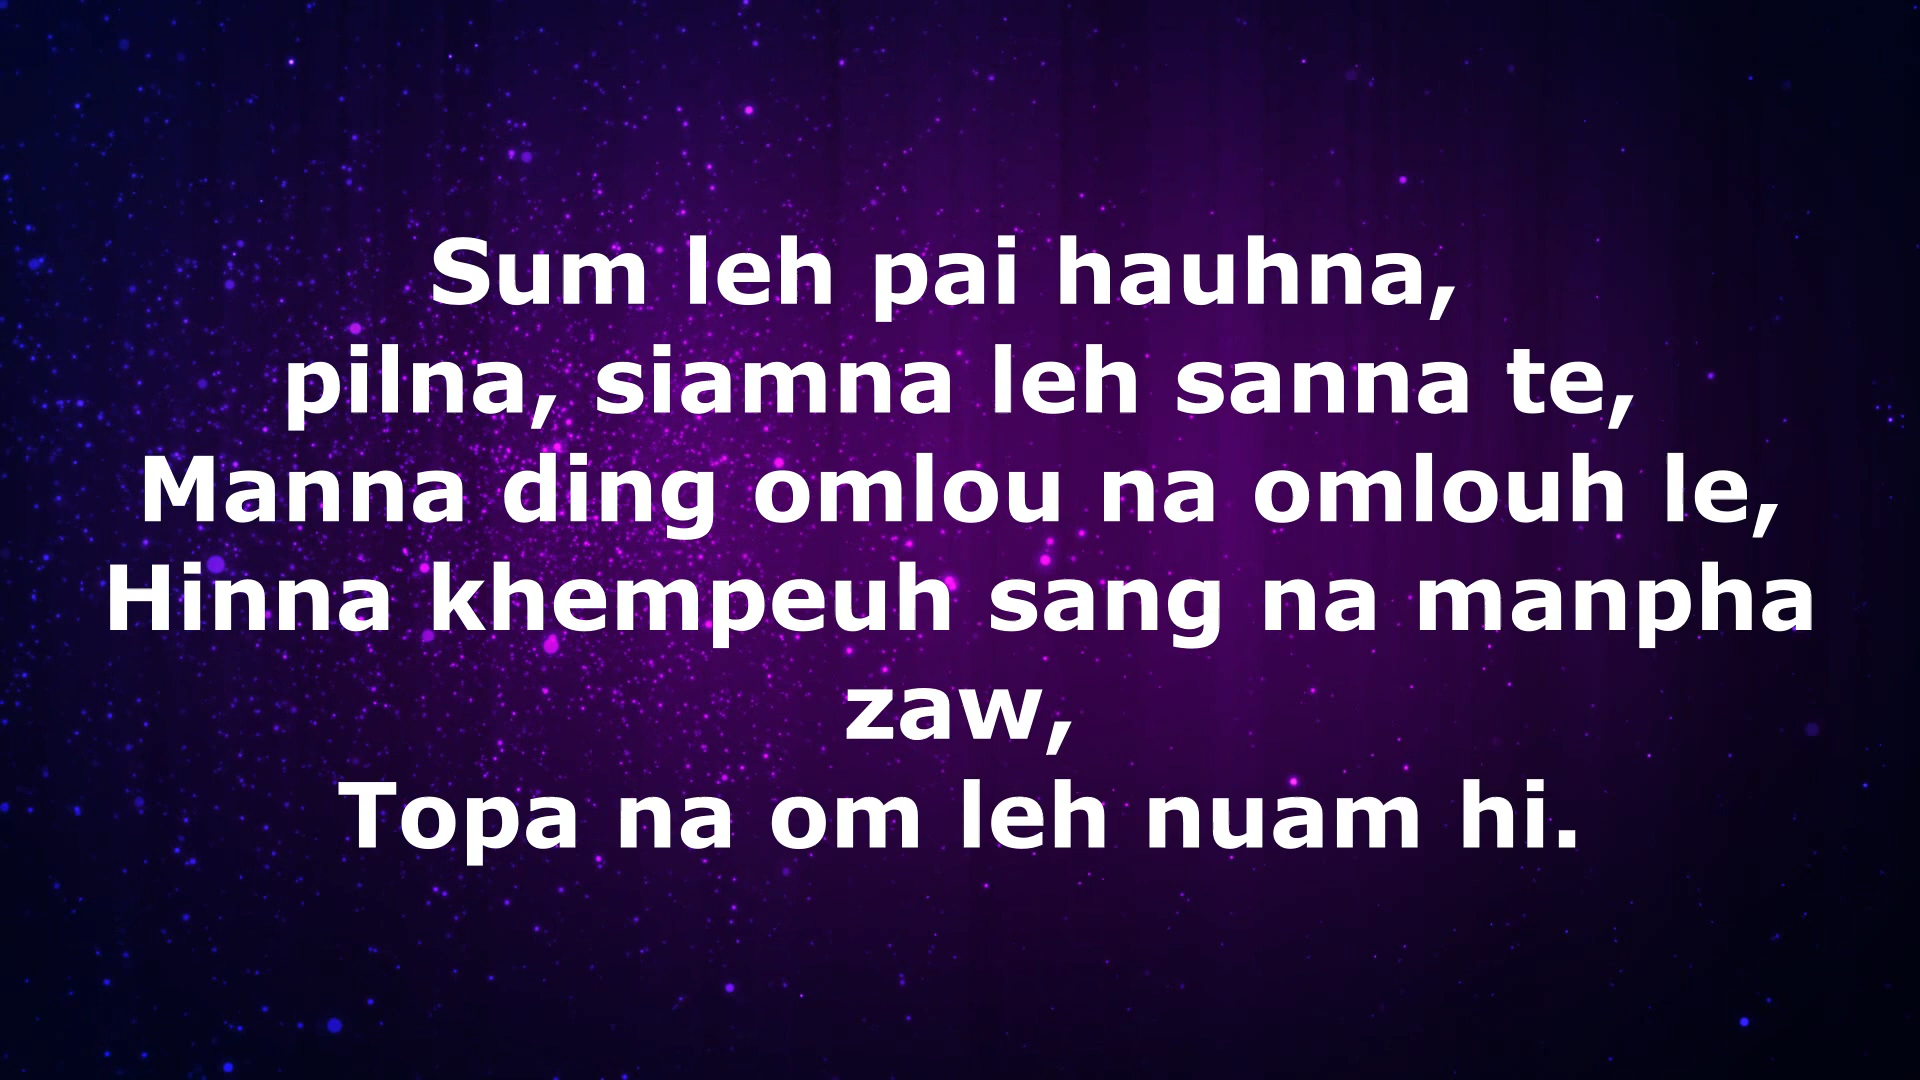 Sum leh pai hauhna,
pilna, siamna leh sanna te,
Manna ding omlou na omlouh le,
Hinna khempeuh sang na manpha
zaw,
Topa na om leh nuam hi.